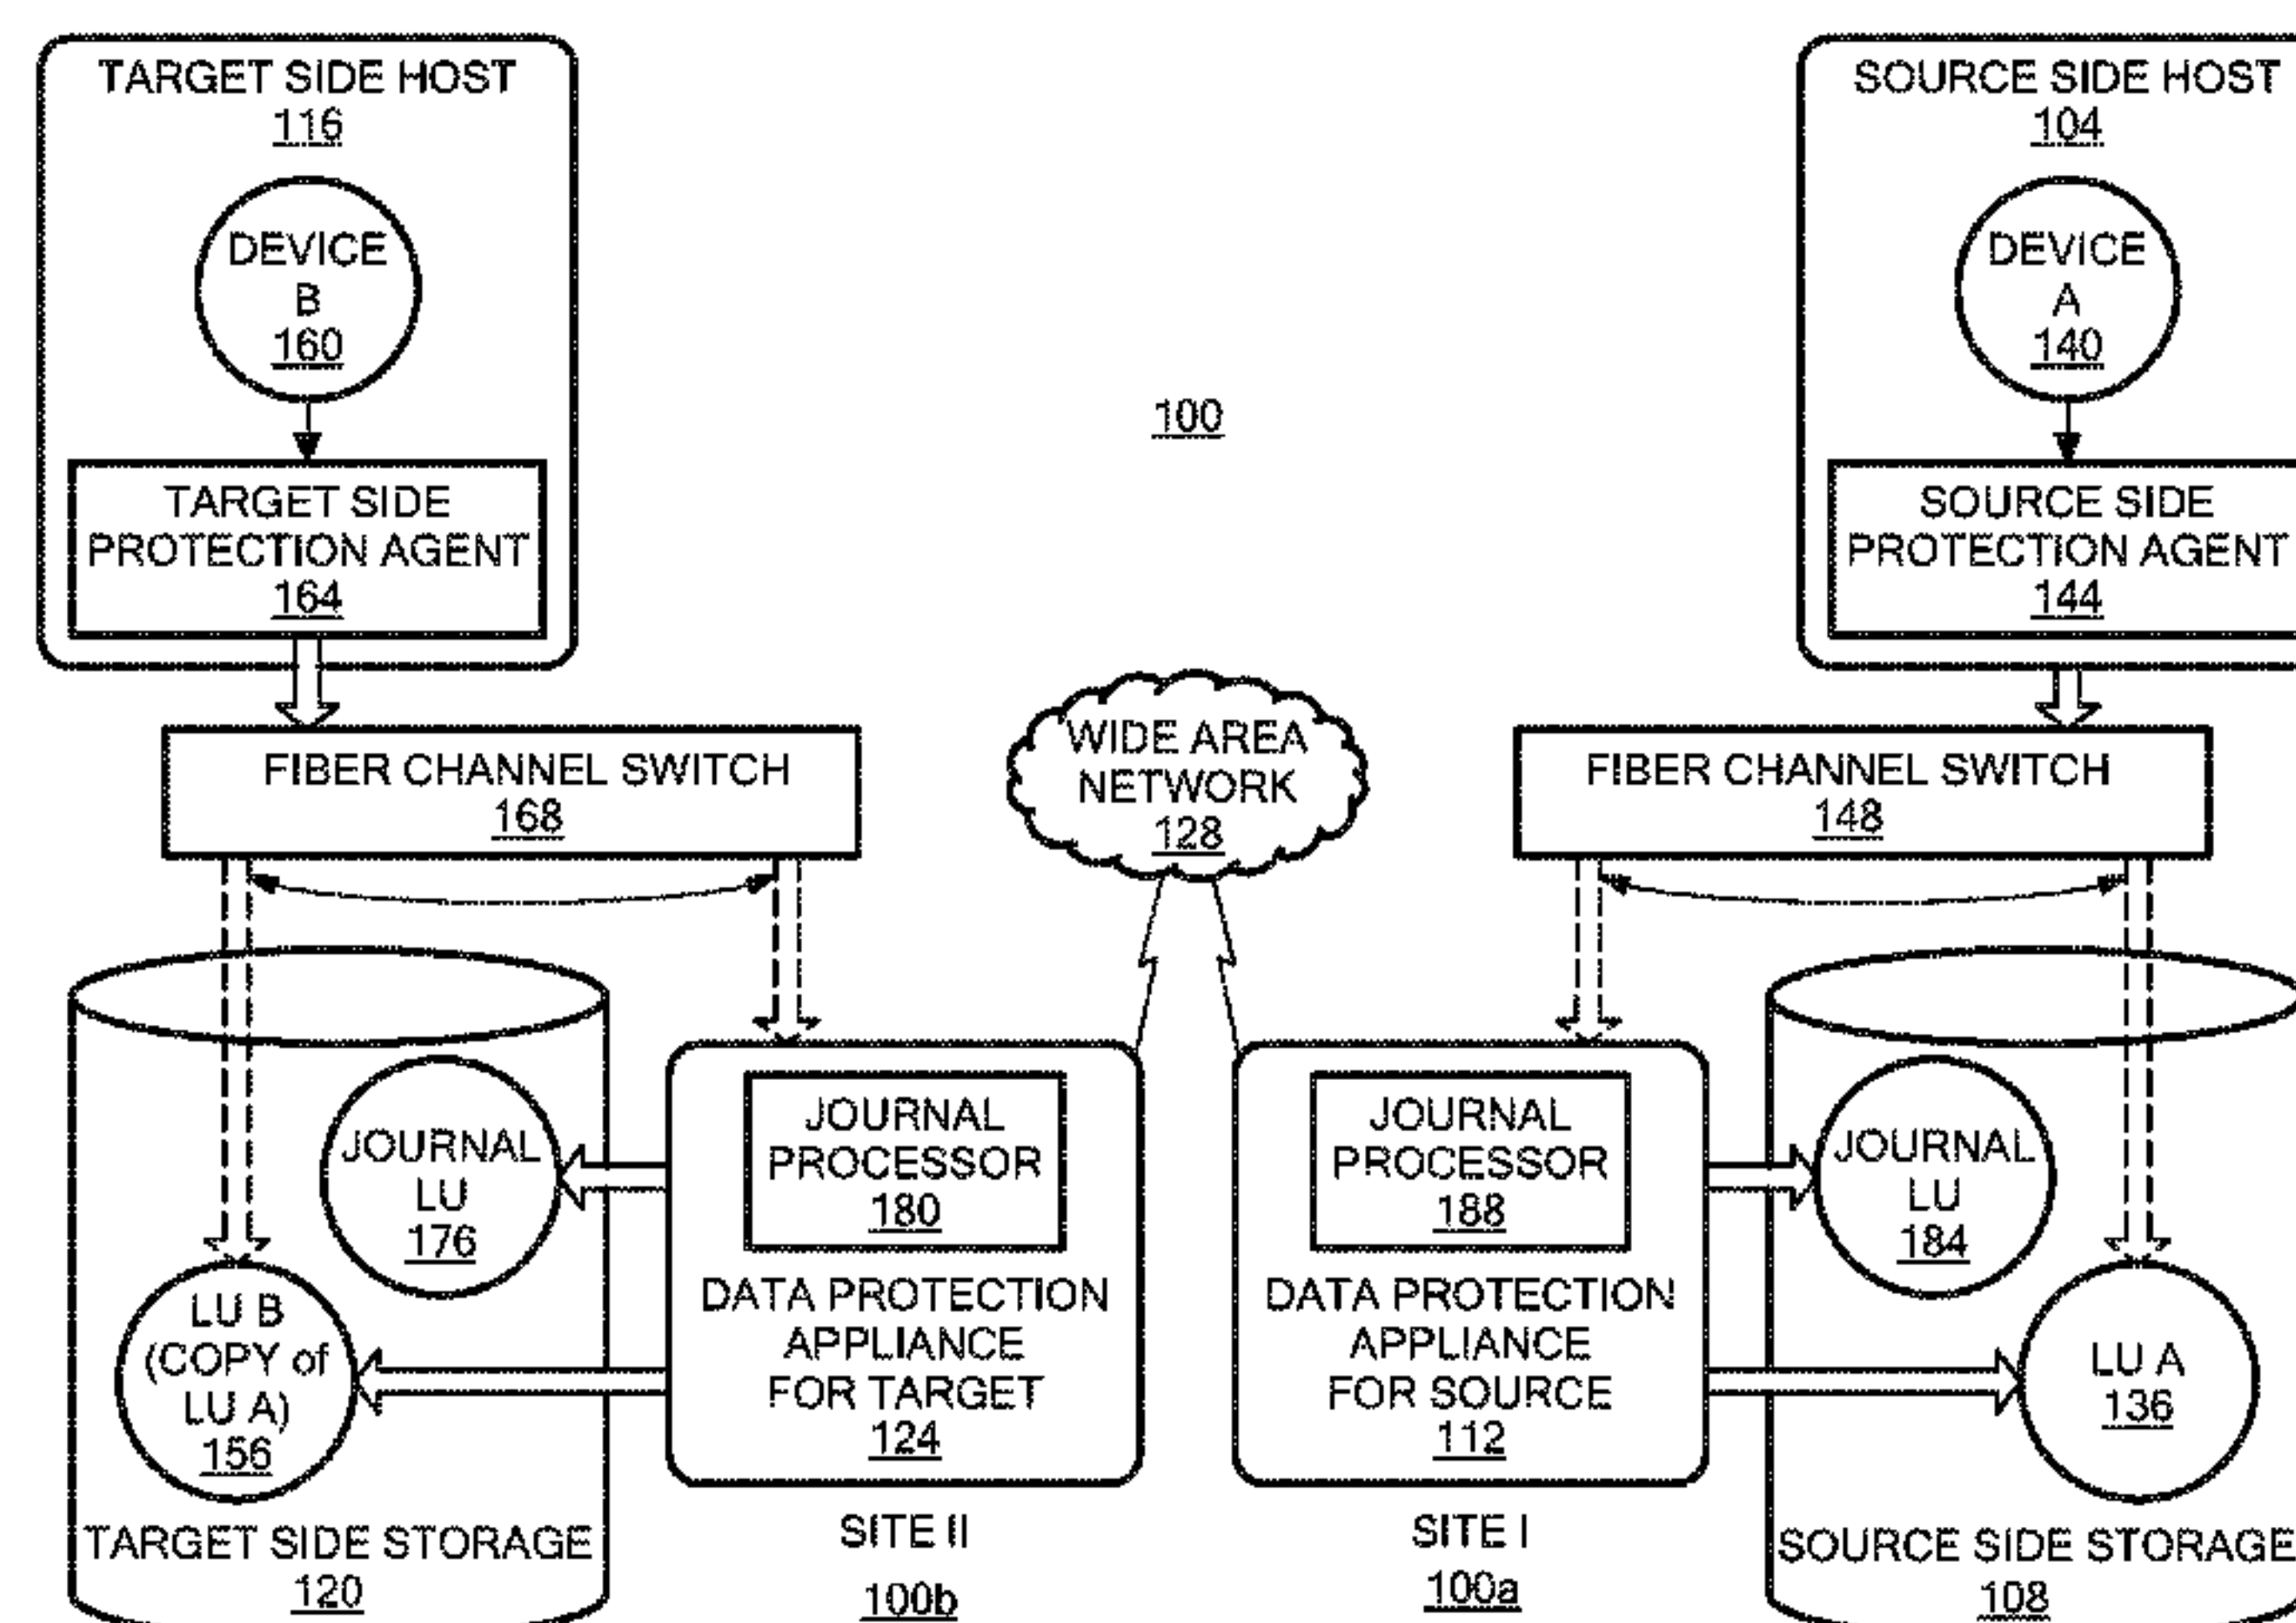 TARGET SIDE HOST
116
DEVICE
B
160
TARGET SIDE
PROTECTION AGENT
164
SOURCE SIDE HOST
104
DEVICE
A
140
SOURCE SIDE
PROTECTION AGENT
144
100
FIBER CHANNEL SWITCH
168
WIDE AREA
NETWORK
128
FIBER CHANNEL SWITCH
148
JOURNAL
LU
176
LU B
(COPY of
LU A)
156
TARGET SIDE STORAGE
120
JOURNAL
PROCESSOR
180
DATA PROTECTION
APPLIANCE
FOR TARGET
124
SITE II
100b
JOURNAL
PROCESSOR
188
DATA PROTECTION
APPLIANCE
FOR SOURCE
112
SITE I
100a
JOURNAL
LU
184
LU A
136
SOURCE SIDE STORAGE
108